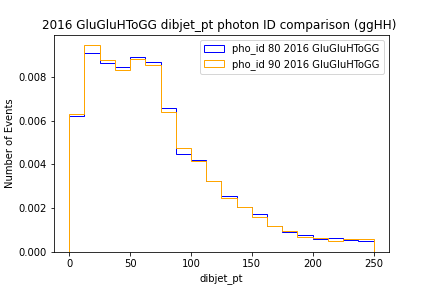 2016 GluGluHToGG dibjet_pt photon ID comparison (ggHH)
pho_id 80 2016 GluGluHToGG
pho_id 90 2016 GluGluHToGG
Number of Events
0.008
0.006
0.004
0.002
0.000
0 50 100 150 200 250
dibjet_pt